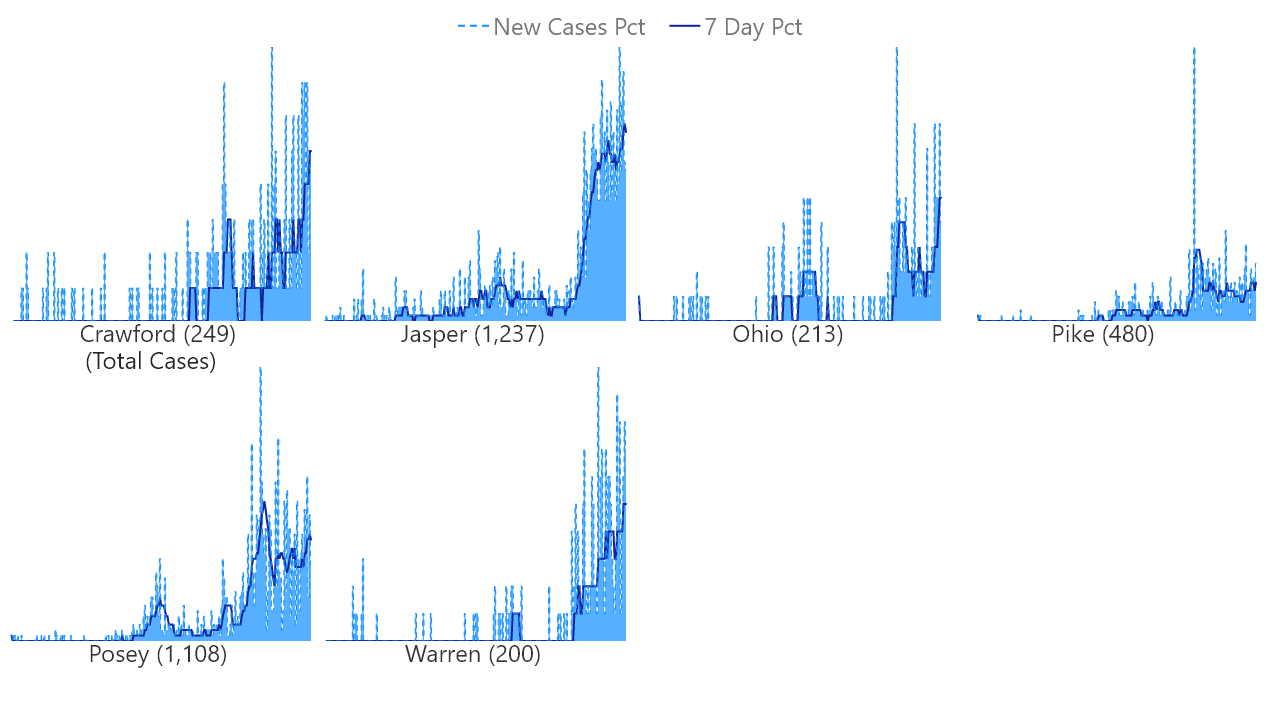 New Cases Pct 7 Day Pct
Crawford (249) Jasper (1,237) Ohio (213) Pike (480)
(Total Cases)
Posey (1,108) Warren (200)